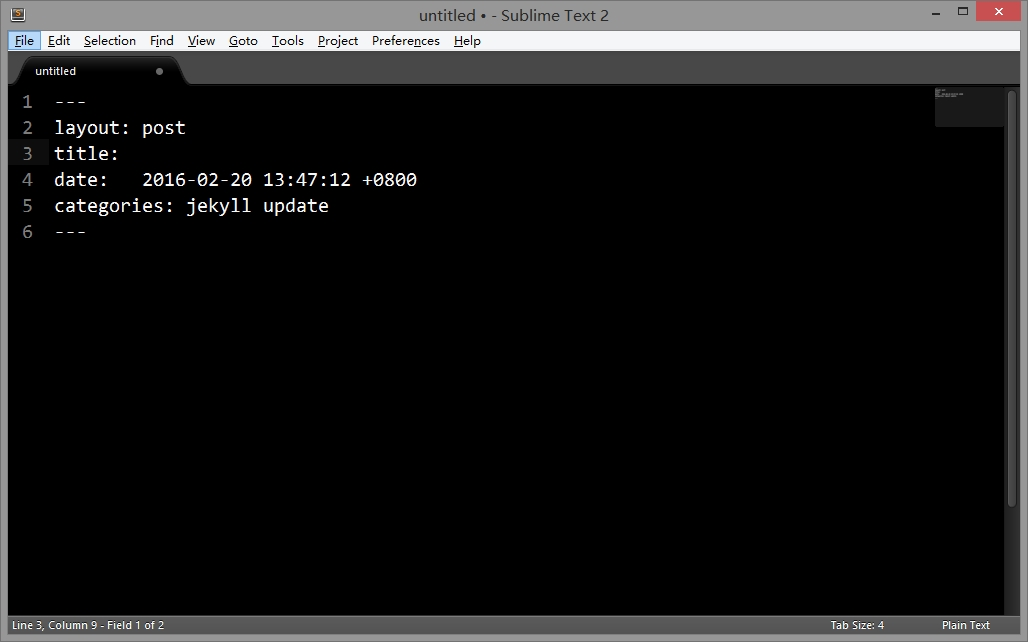 untitled • - Sublime Text 2
File Edit Selection Find View Goto Tools Project Preferences Help
untitled
1 ---
2 layout: post
3 title:
4 date:   2016-02-20 13:47:12 +0800
5 categories: jekyll update
6 ---
Line 3, Column 9 - Field 1 of 2 Tab Size: 4 Plain Text